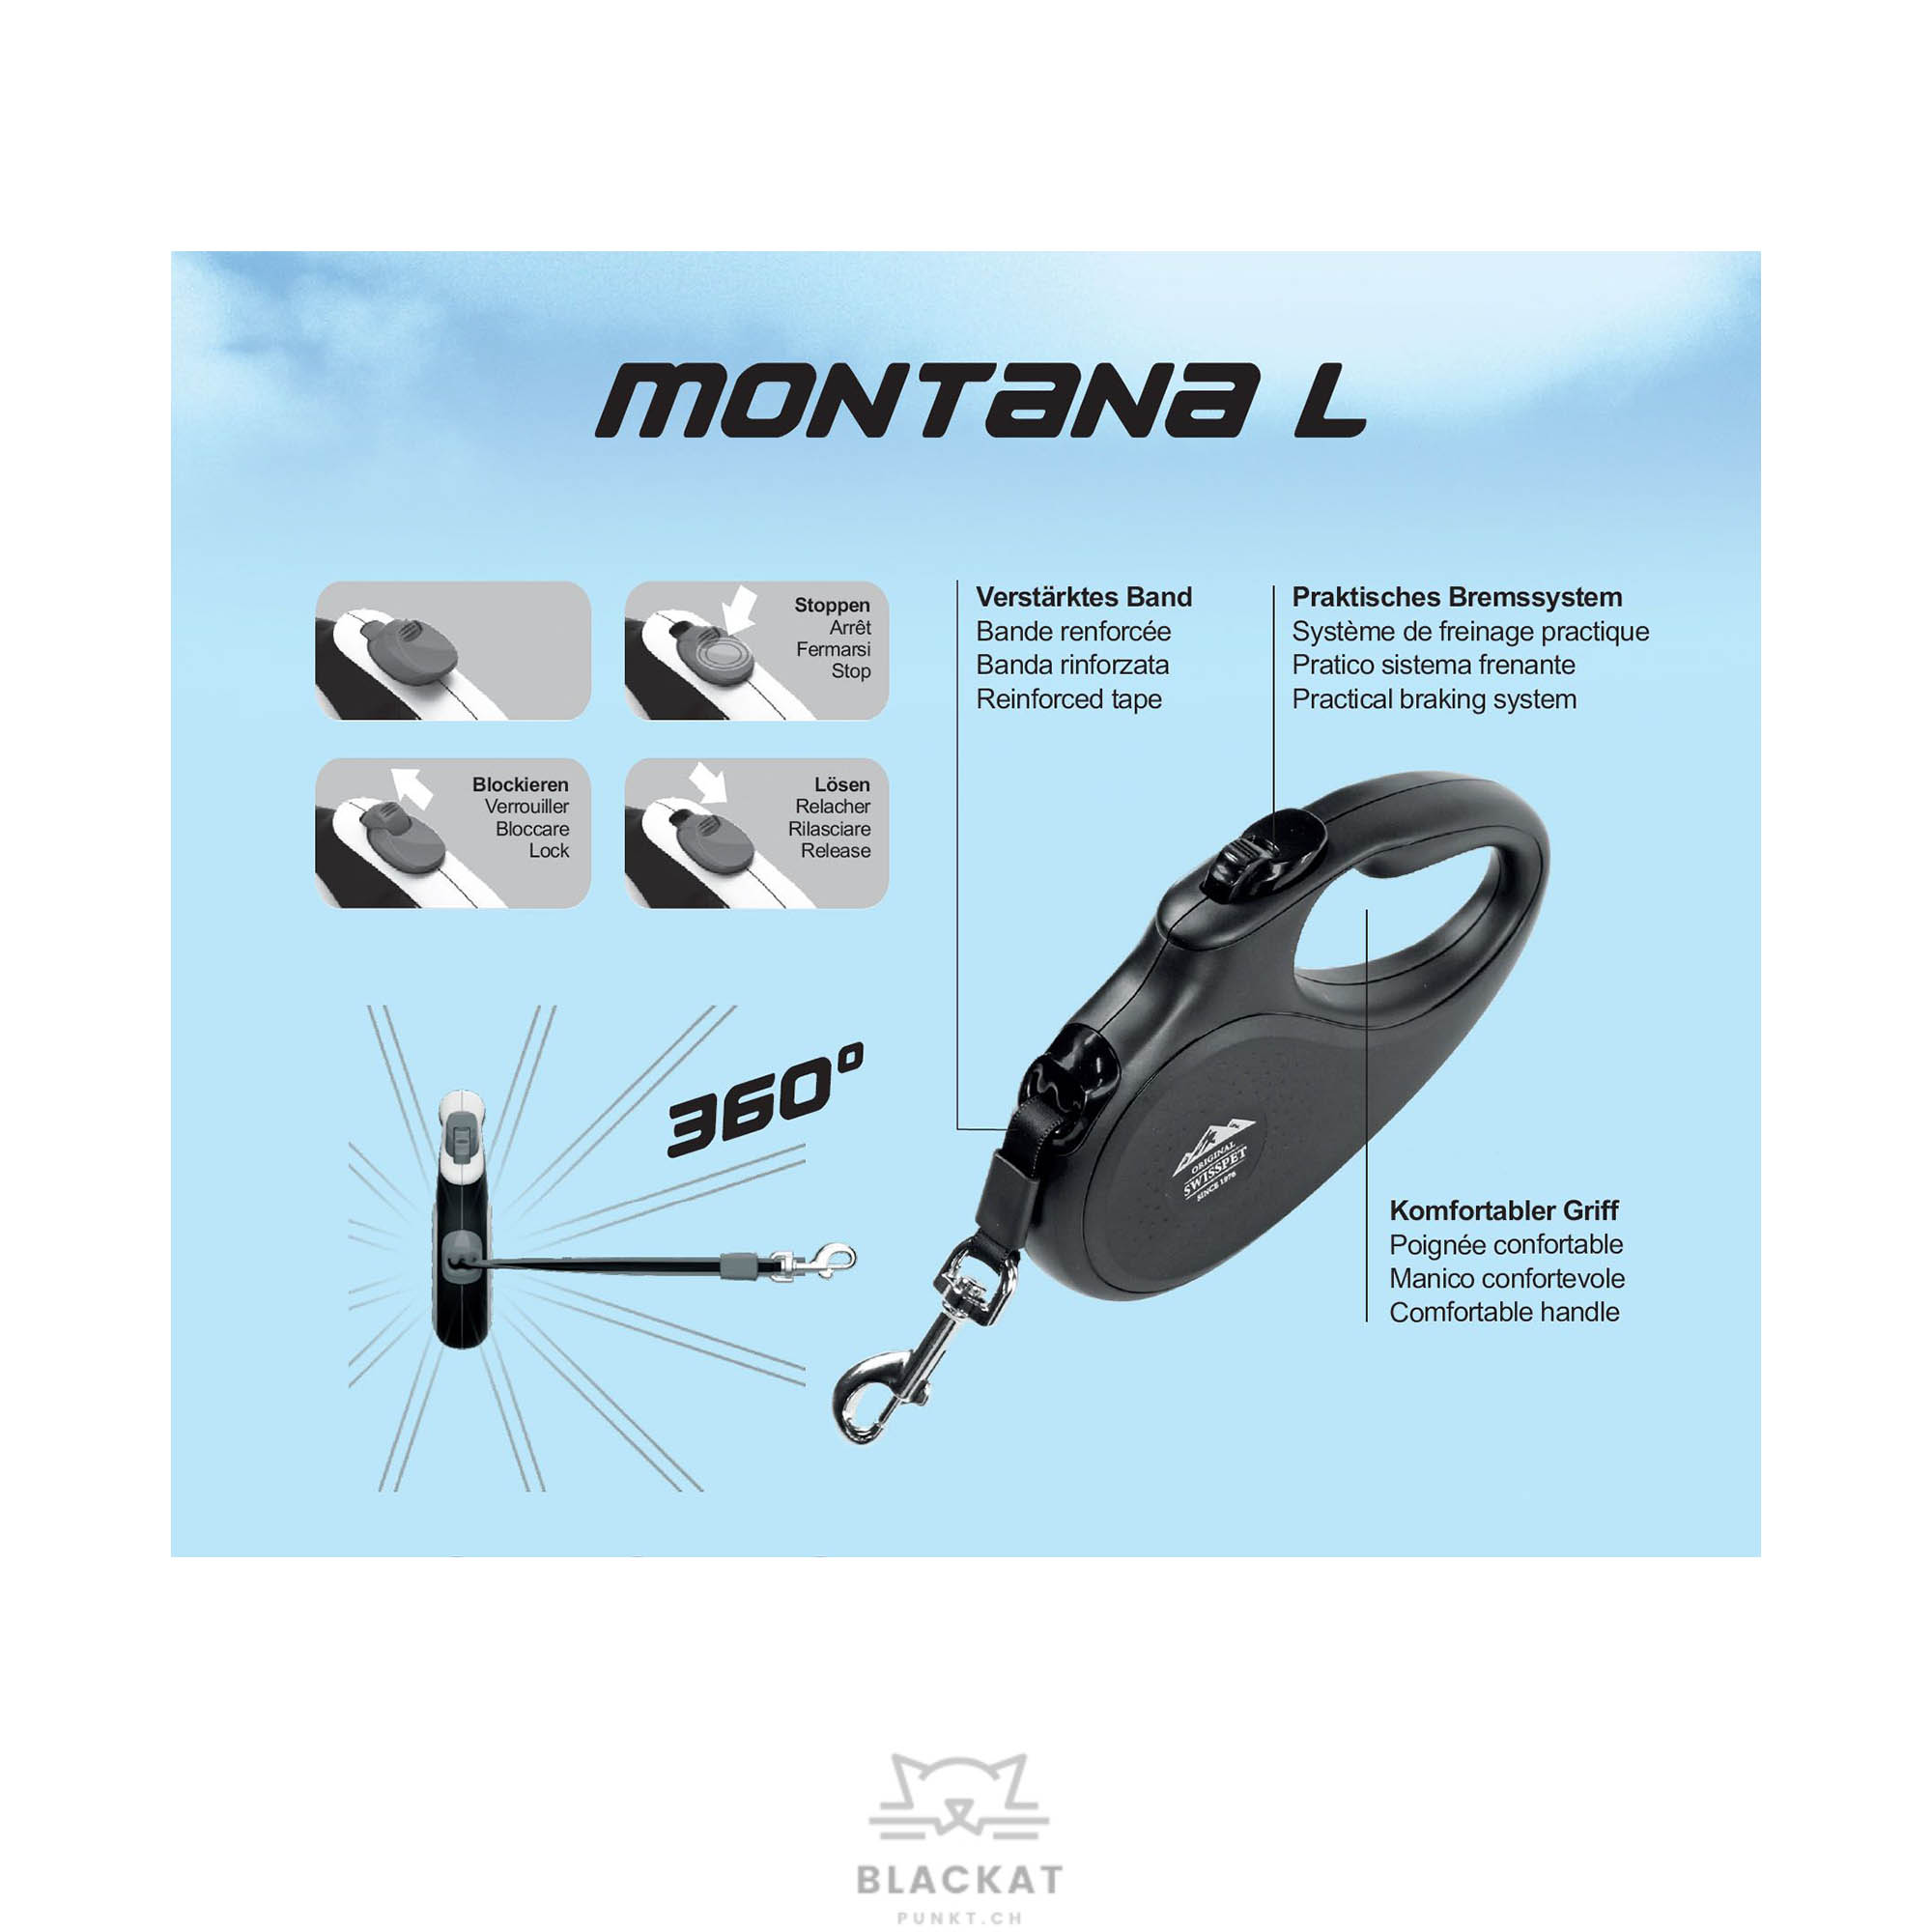 MONTANA L
Stoppen
Arrêt
Fermarsi
Stop
Blockieren
Verrouiller
Bloccare
Lock
Lösen
Relacher
Rilasciare
Release
Verstärktes Band
Bande renforcée
Banda rinforzata
Reinforced tape
Praktisches Bremssystem
Système de freinage practique
Pratico sistema frenante
Practical braking system
360°
ORIGINAL
SWISSPET
SINCE 1976
Komfortabler Griff
Poignée confortable
Manico confortevole
Comfortable handle
BLACKAT
PUNKT.CH